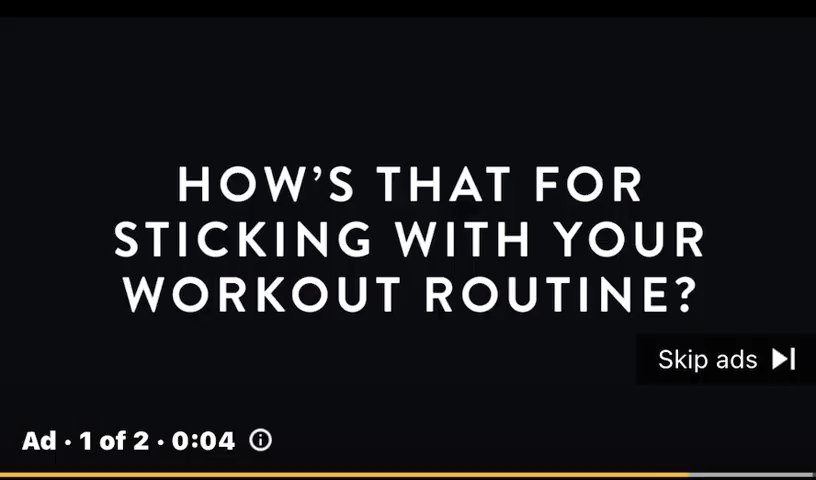 HOW'S THAT FOR
STICKING WITH YOUR
WORKOUT ROUTINE?
Skip ads
Ad · 1 of 2 · 0:04